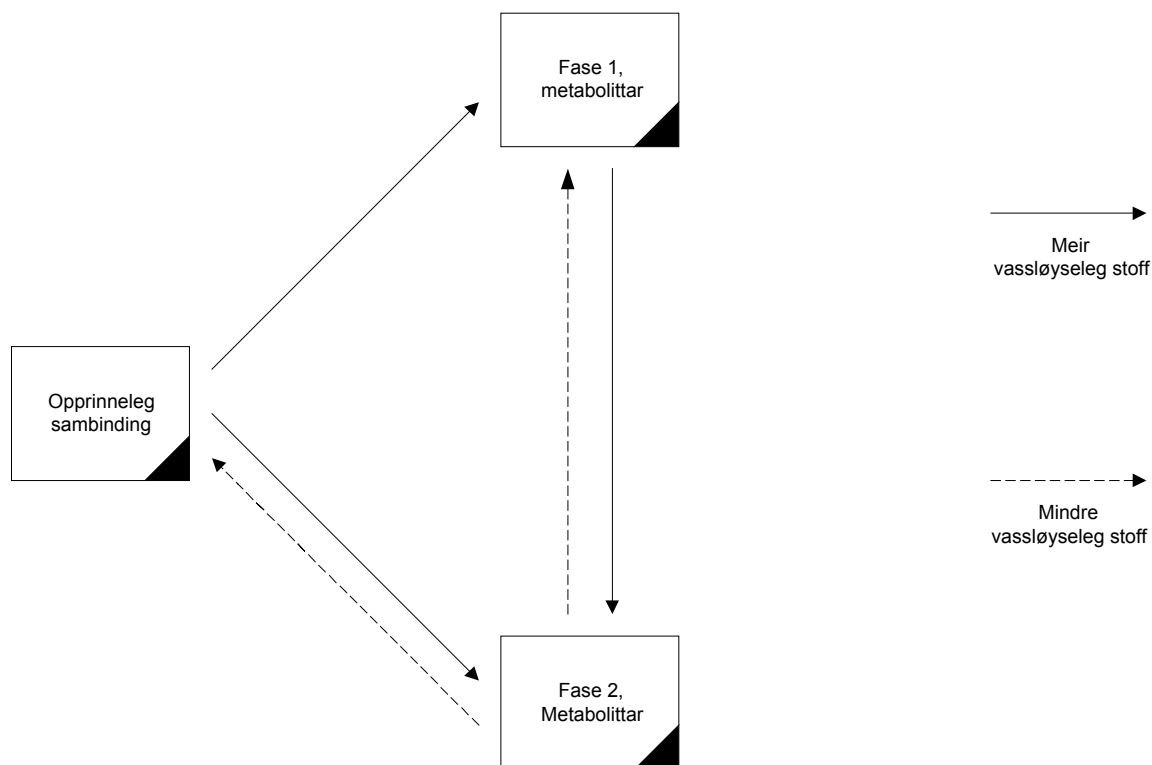 Fase 1,
metabolittar
Meir
vassløyseleg stoff
Opprinneleg
sambinding
Mindre
vassløyseleg stoff
Fase 2,
Metabolittar